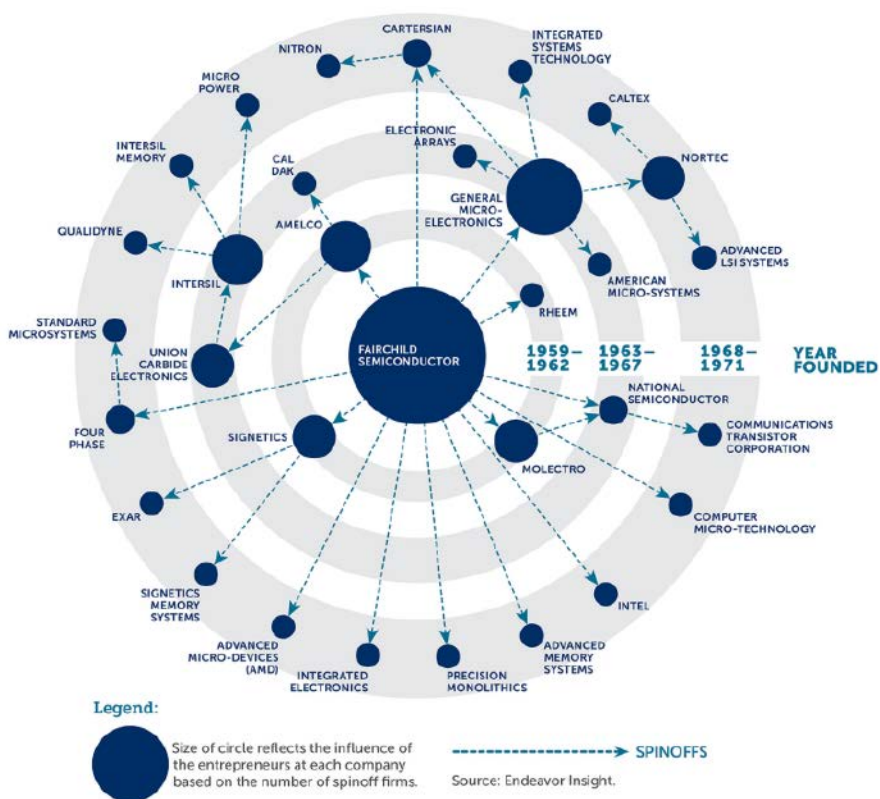 CARTERSIAN
NITRON
INTEGRATED
SYSTEMS
TECHNOLOGY
MICRO
POWER
CALTEX
ELECTRONIC
ARRAYS
INTERSIL
MEMORY
CAL
DAK
NORTEC
GENERAL
MICRO-
ELECTRONICS
AMELCO
QUALIDYNE
ADVANCED
LSI SYSTEMS
INTERSIL
AMERICAN
MICRO-SYSTEMS
RHEEM
STANDARD
MICROSYSTEMS
UNION
CARBIDE
ELECTRONICS
FAIRCHILD
SEMICONDUCTOR
1959–
1962
1963–
1967
1968–
1971
YEAR
FOUNDED
NATIONAL
SEMICONDUCTOR
FOUR
PHASE
SIGNETICS
COMMUNICATIONS
TRANSISTOR
CORPORATION
MOLECTRO
EXAR
COMPUTER
MICRO-TECHNOLOGY
SIGNETICS
MEMORY
SYSTEMS
INTEL
ADVANCED
MICRO-DEVICES
(AMD)
INTEGRATED
ELECTRONICS
PRECISION
MONOLITHICS
ADVANCED
MEMORY
SYSTEMS
Legend:
Size of circle reflects the influence of
the entrepreneurs at each company
based on the number of spinoff firms.
SPINOFFS
Source: Endeavor Insight.